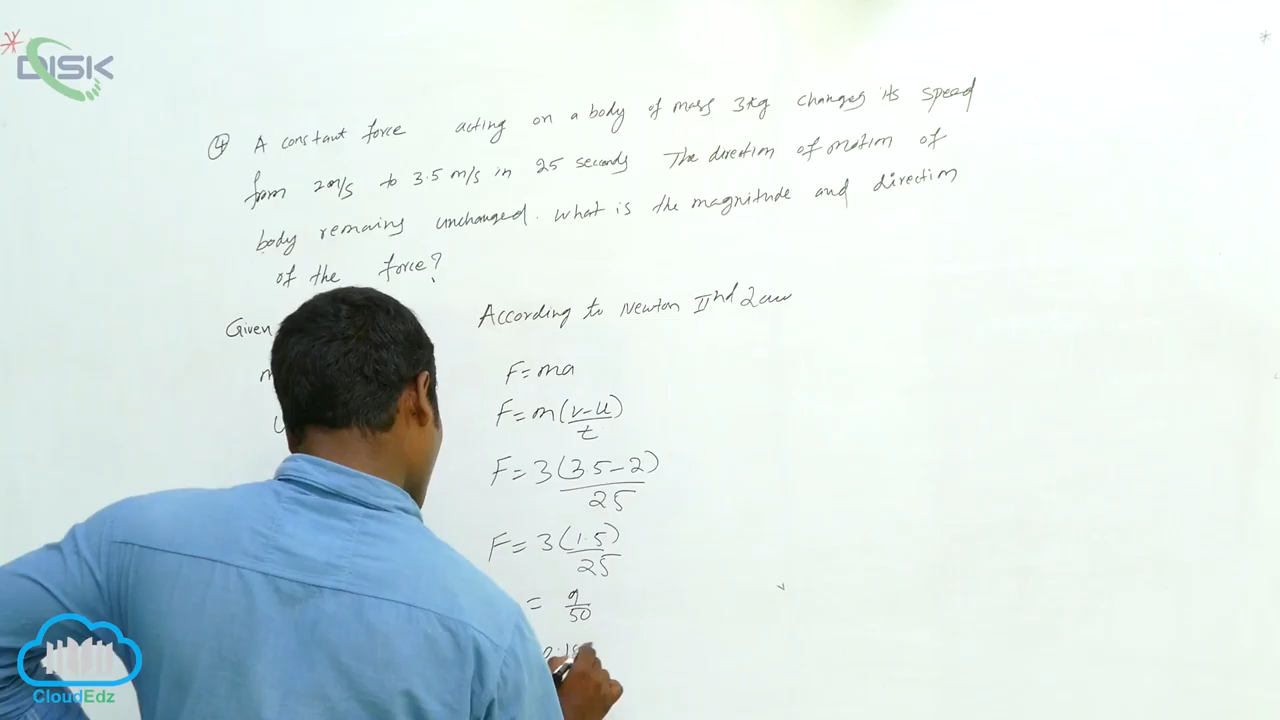 DISK
④ A constant force acting on a body of mass 3kg changes its speed
from 2m/s to 3.5 m/s in 25 seconds The direction of motion of
body remains unchanged. what is the magnitude and direction
of the force?
Given
According to Newton IInd law
F=ma
F=m(v-u)/t
F=3(3.5-2)/25
F=3(1.5)/25
= 9/50
CloudEdz